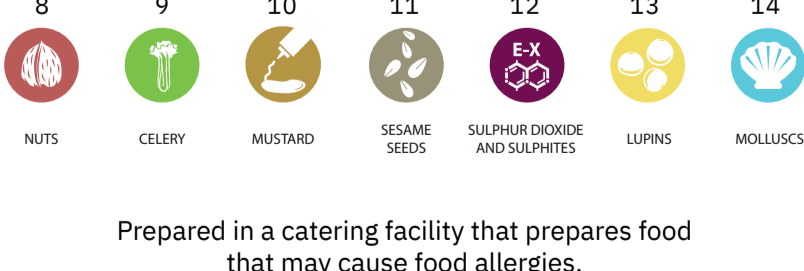 8 9 10 11 12 13 14
E-X
NUTS CELERY MUSTARD SESAME SEEDS SULPHUR DIOXIDE AND SULPHITES LUPINS MOLLUSCS
Prepared in a catering facility that prepares food
that may cause food allergies.